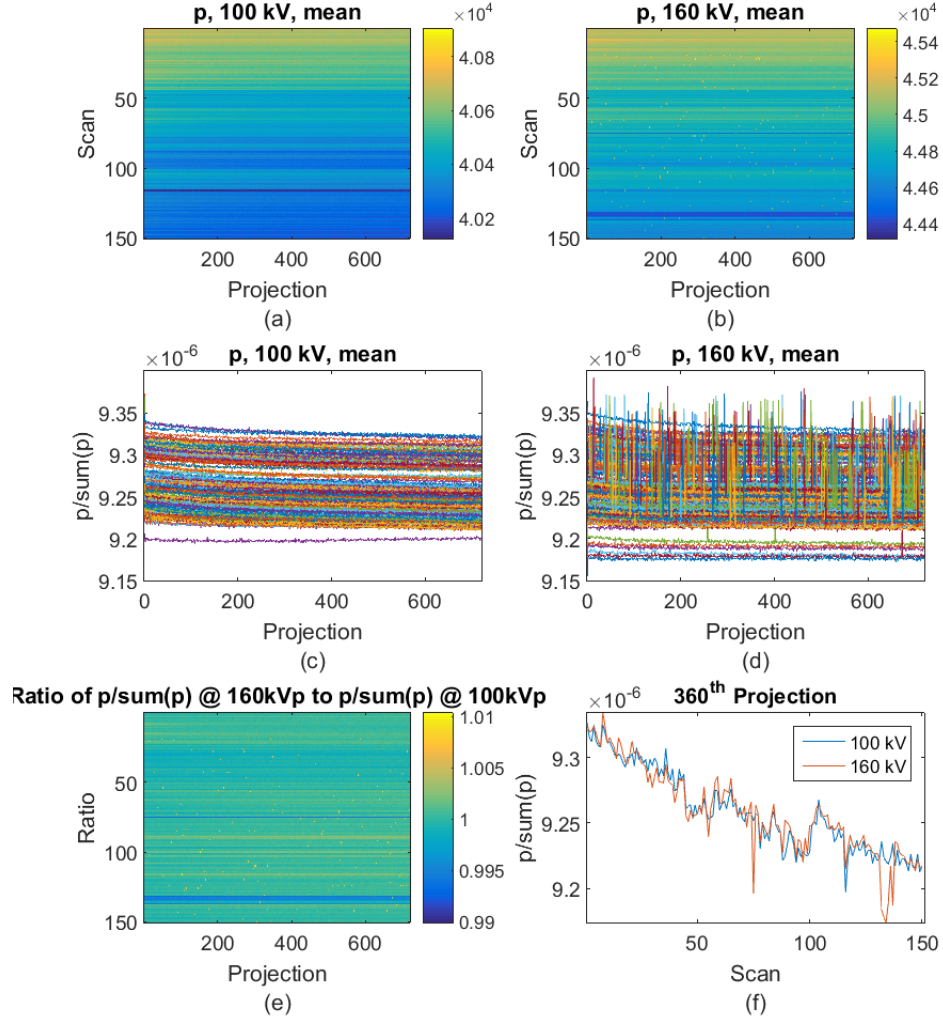 p, 100 kV, mean
×10⁴
4.08
4.06
4.04
4.02
Scan
50
100
150
200
400
600
Projection
(a)
p, 160 kV, mean
×10⁴
4.54
4.52
4.5
4.48
4.46
4.44
Scan
50
100
150
200
400
600
Projection
(b)
p, 100 kV, mean
×10⁻⁶
p/sum(p)
9.35
9.3
9.25
9.2
9.15
0
200
400
600
Projection
(c)
p, 160 kV, mean
×10⁻⁶
p/sum(p)
9.35
9.3
9.25
9.2
9.15
0
200
400
600
Projection
(d)
Ratio of p/sum(p) @ 160kVp to p/sum(p) @ 100kVp
Ratio
50
100
150
1.01
1.005
1
0.995
0.99
200
400
600
Projection
(e)
360th Projection
×10⁻⁶
p/sum(p)
9.3
9.25
9.2
100 kV
160 kV
50
100
150
Scan
(f)